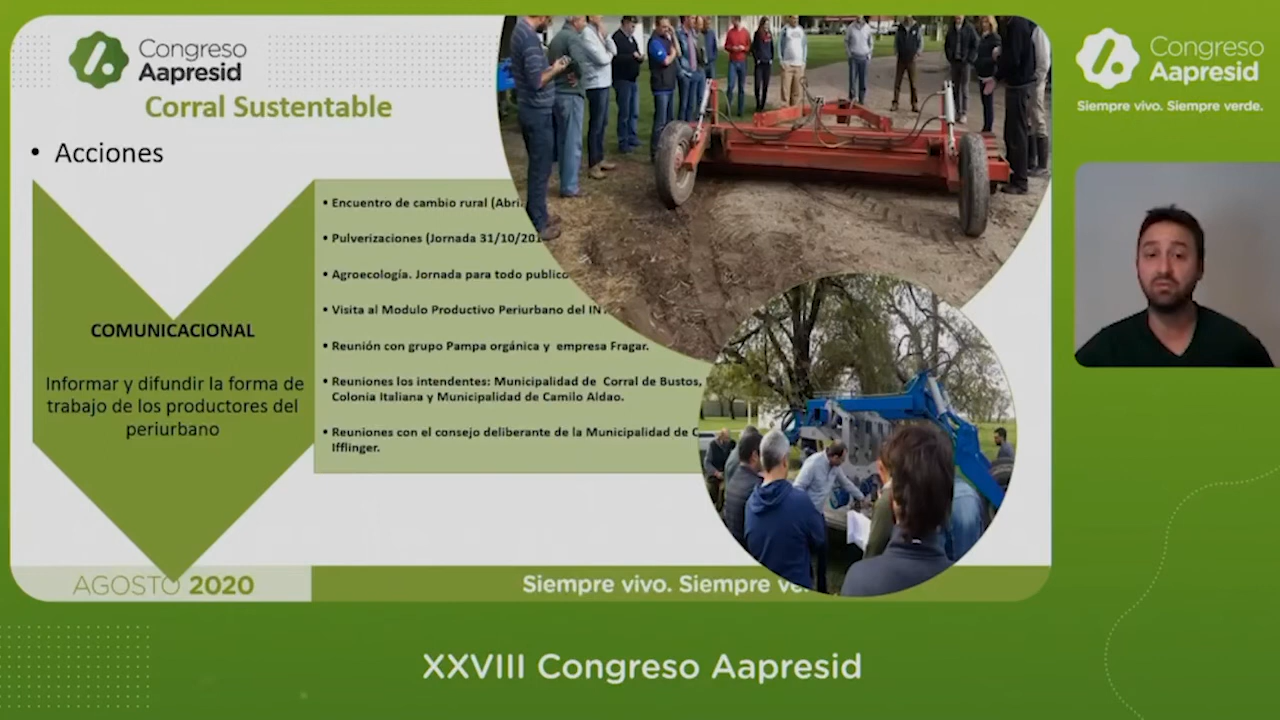 Congreso
Aapresid
Corral Sustentable
• Acciones
COMUNICACIONAL
Informar y difundir la forma de
trabajo de los productores del
periurbano
• Encuentro de cambio rural
• Pulverizaciones (Jornada
• Agroecología. Jornada para todo publico
• Visita al Modulo Productivo Periurbano del
• Reunión con grupo Pampa orgánica y empresa Fragar.
• Reuniones los intendentes: Municipalidad de Corral de Bustos,
Colonia Italiana y Municipalidad de Camilo Aldao.
• Reuniones con el consejo deliberante de la Municipalidad de
Ifflinger.
AGOSTO 2020
Siempre vivo. Siempre
Congreso
Aapresid
Siempre vivo. Siempre verde.
XXVIII Congreso Aapresid